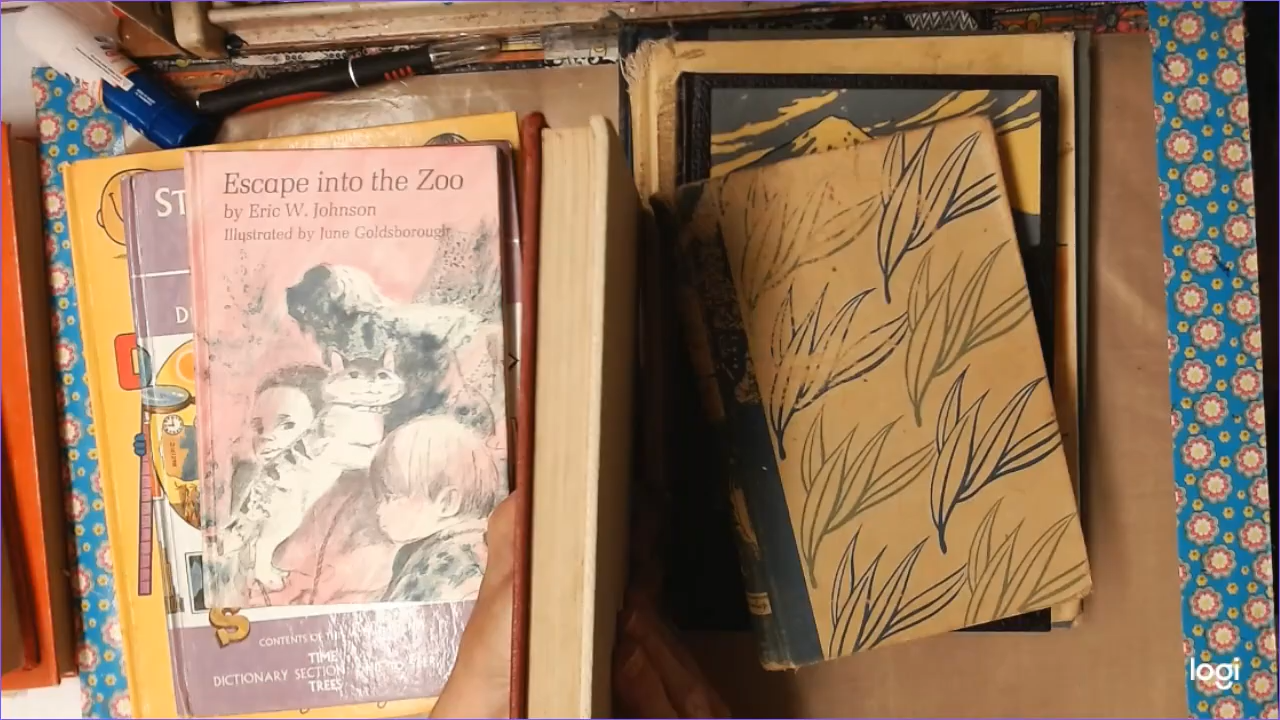 Escape into the Zoo
by Eric W. Johnson
Illustrated by June Goldsborough
ST
D
S
CONTENTS OF
TIME
DICTIONARY SECTION
TREES
logi